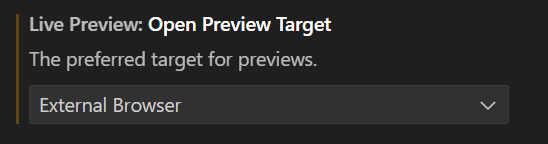 Live Preview: Open Preview Target
The preferred target for previews.
External Browser